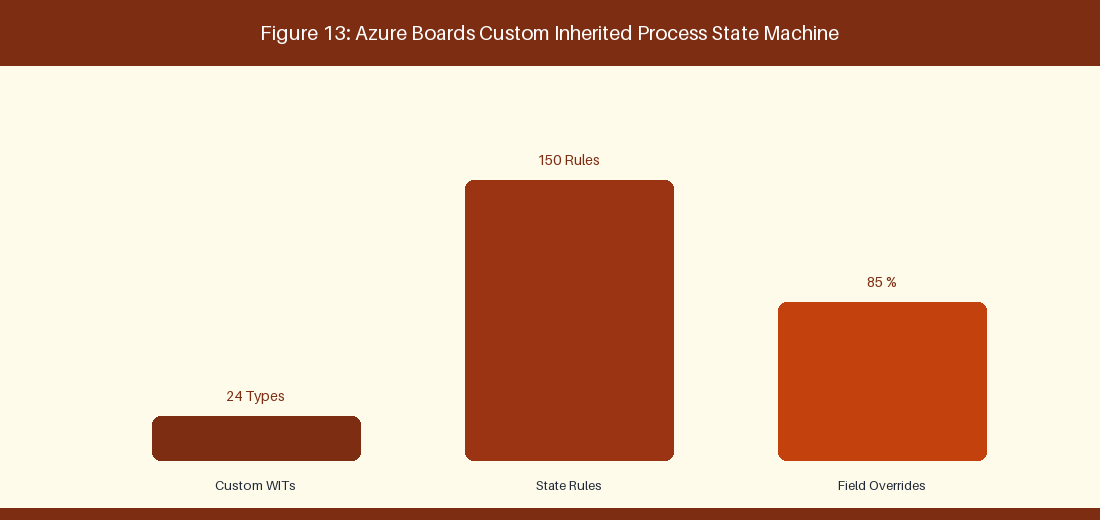 Figure 13: Azure Boards Custom Inherited Process State Machine
150 Rules
85 %
24 Types
Custom WITs
State Rules
Field Overrides